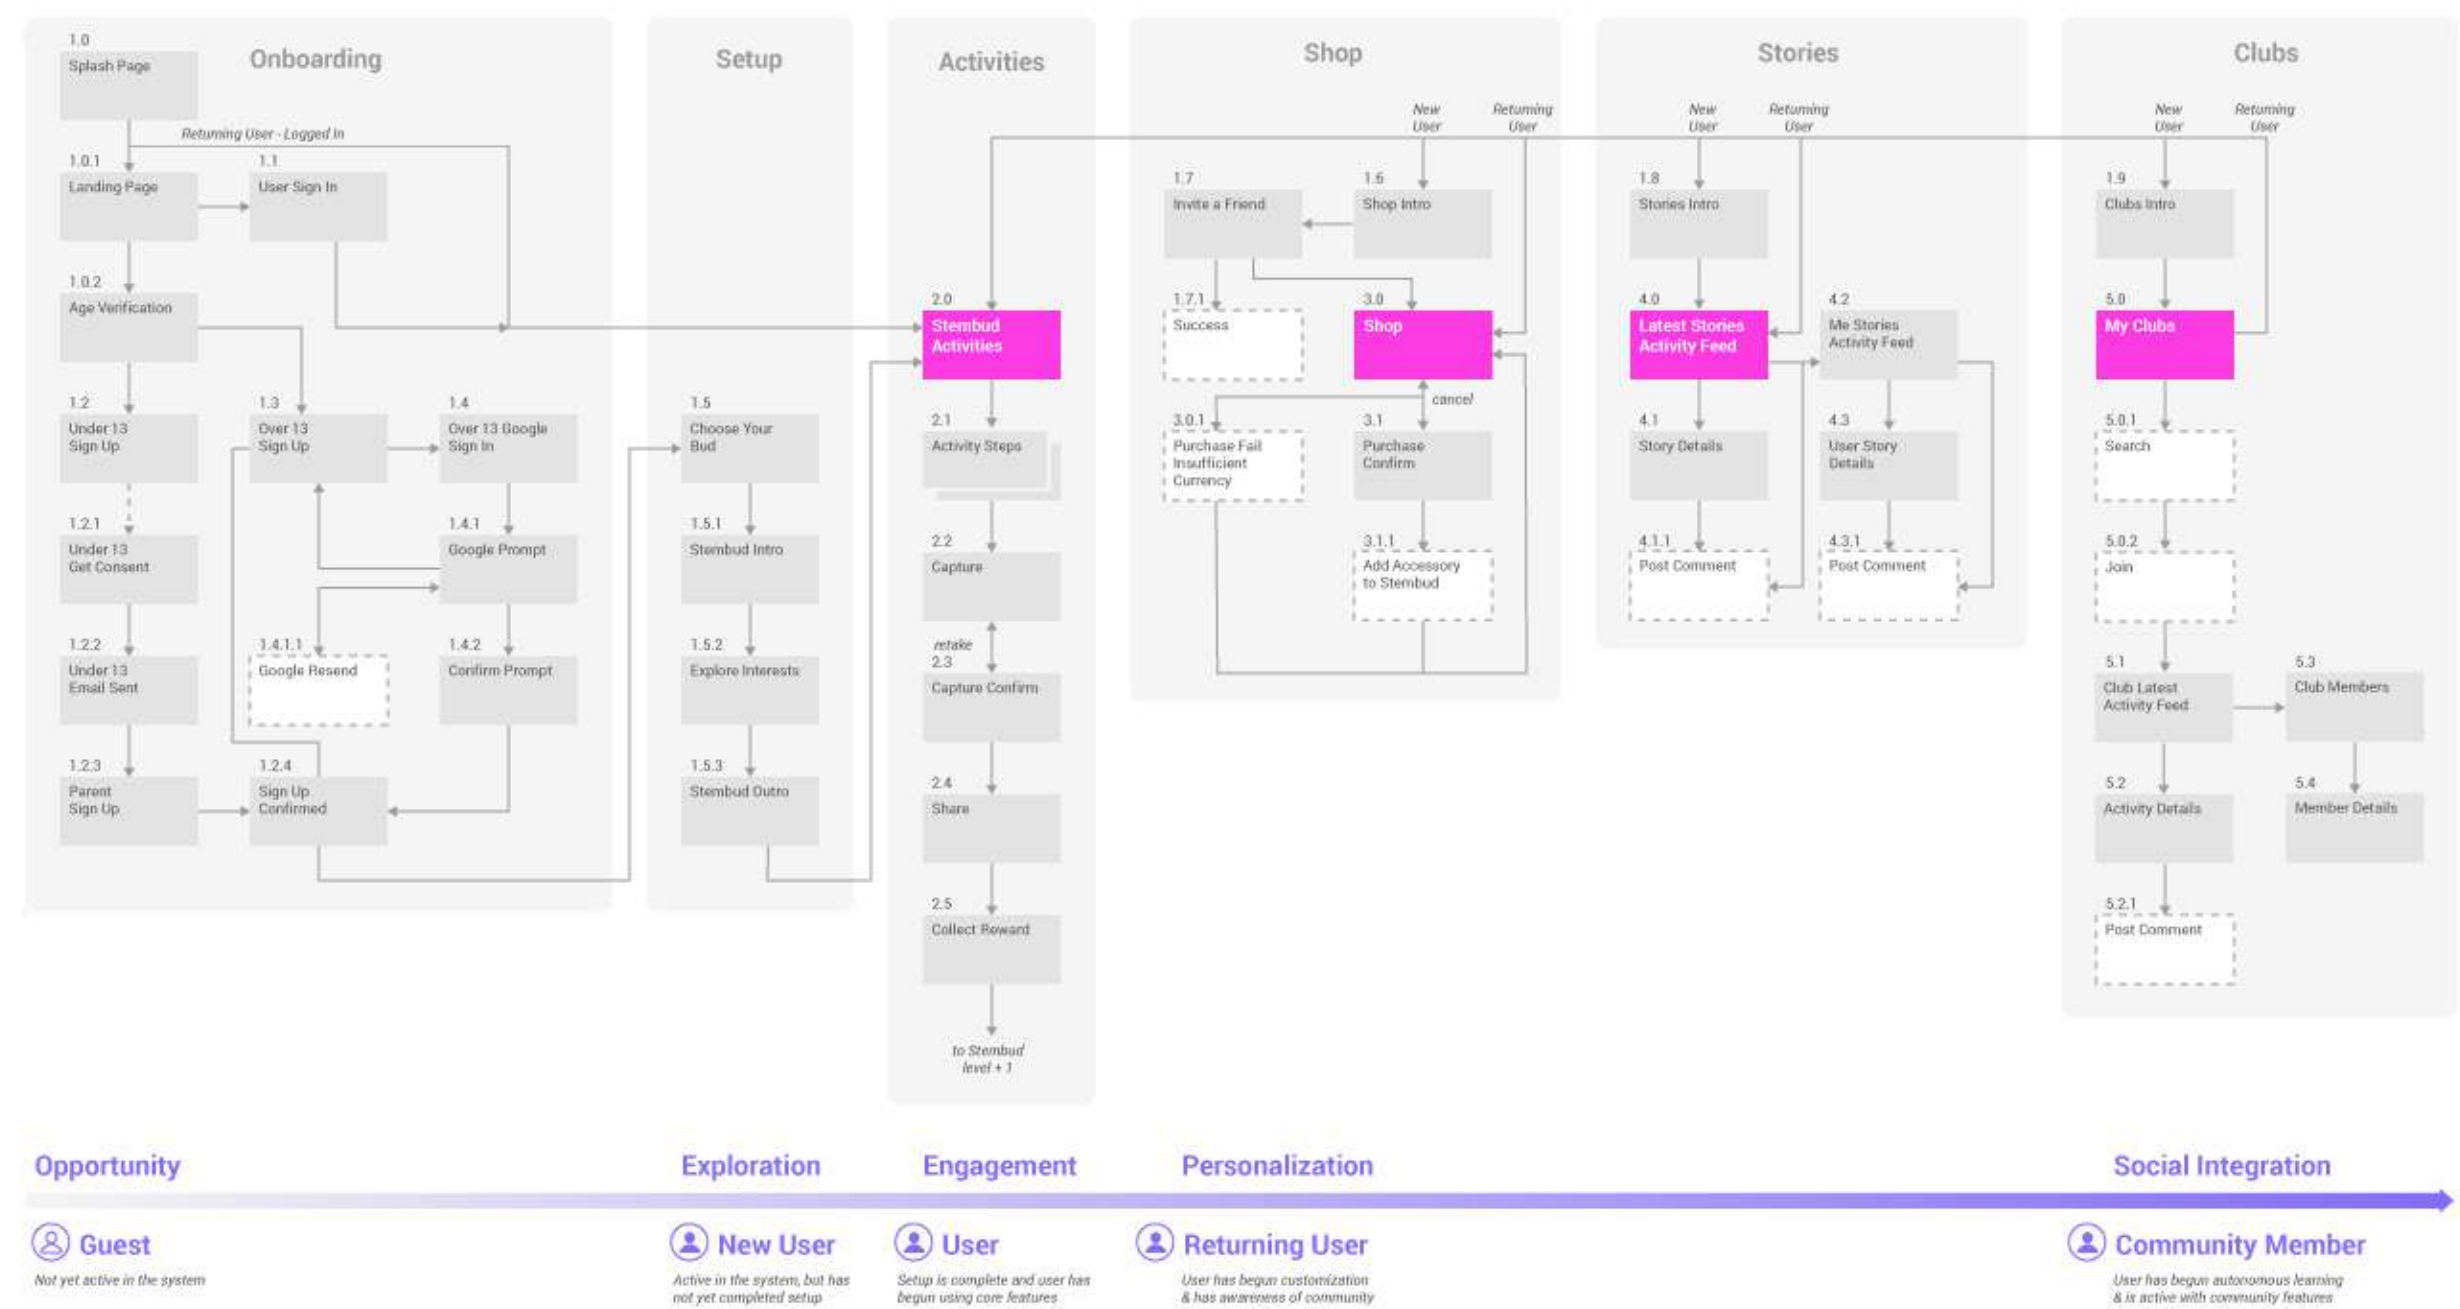 Onboarding
1.0
Splash Page
Returning User - Logged In
1.0.1
Landing Page
1.1
User Sign In
1.0.2
Age Verification
1.2
Under 13
Sign Up
1.3
Over 13
Sign Up
1.4
Over 13 Google
Sign In
1.2.1
Under 13
Get Consent
1.4.1
Google Prompt
1.2.2
Under 13
Email Sent
1.4.1.1
Google Resend
1.4.2
Confirm Prompt
1.2.3
Parent
Sign Up
1.2.4
Sign Up
Confirmed
Setup
1.5
Choose Your
Bud
1.5.1
Stembud Intro
1.5.2
Explore Interests
1.5.3
Stembud Outro
Activities
2.0
Stembud
Activities
2.1
Activity Steps
2.2
Capture
retake
2.3
Capture Confirm
2.4
Share
2.5
Collect Reward
to Stembud
level + 1
Shop
New
User
Returning
User
1.7
Invite a Friend
1.6
Shop Intro
1.7.1
Success
3.0
Shop
cancel
3.0.1
Purchase Fail
Insufficient
Currency
3.1
Purchase
Confirm
3.1.1
Add Accessory
to Stembud
Stories
New
User
Returning
User
1.8
Stories Intro
4.0
Latest Stories
Activity Feed
4.2
Me Stories
Activity Feed
4.1
Story Details
4.3
User Story
Details
4.1.1
Post Comment
4.3.1
Post Comment
Clubs
New
User
Returning
User
1.9
Clubs Intro
5.0
My Clubs
5.0.1
Search
5.0.2
Join
5.1
Club Latest
Activity Feed
5.3
Club Members
5.2
Activity Details
5.4
Member Details
5.2.1
Post Comment
Opportunity
Exploration
Engagement
Personalization
Social Integration
Guest
Not yet active in the system
New User
Active in the system, but has
not yet completed setup
User
Setup is complete and user has
begun using core features
Returning User
User has begun customization
& has awareness of community
Community Member
User has begun autonomous learning
& is active with community features